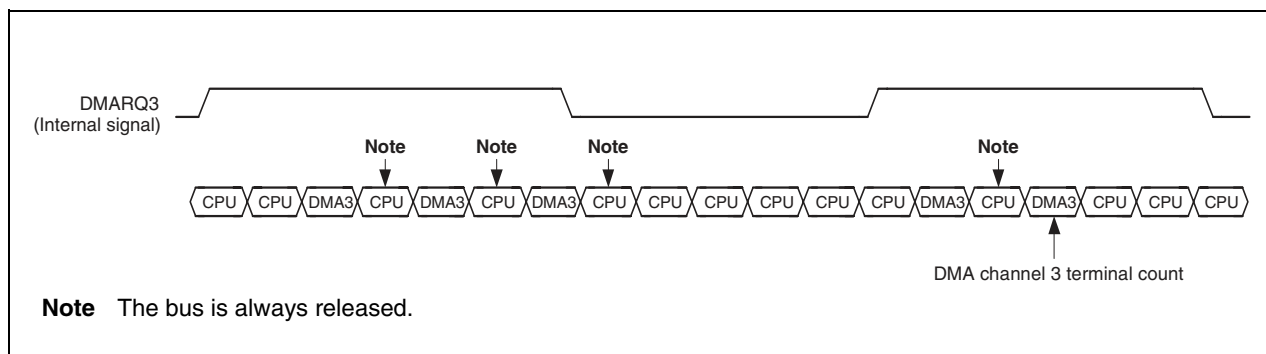 DMARQ3
(Internal signal)
Note Note Note Note
CPU CPU DMA3 CPU DMA3 CPU DMA3 CPU CPU CPU CPU CPU CPU DMA3 CPU DMA3 CPU CPU CPU
DMA channel 3 terminal count
Note The bus is always released.